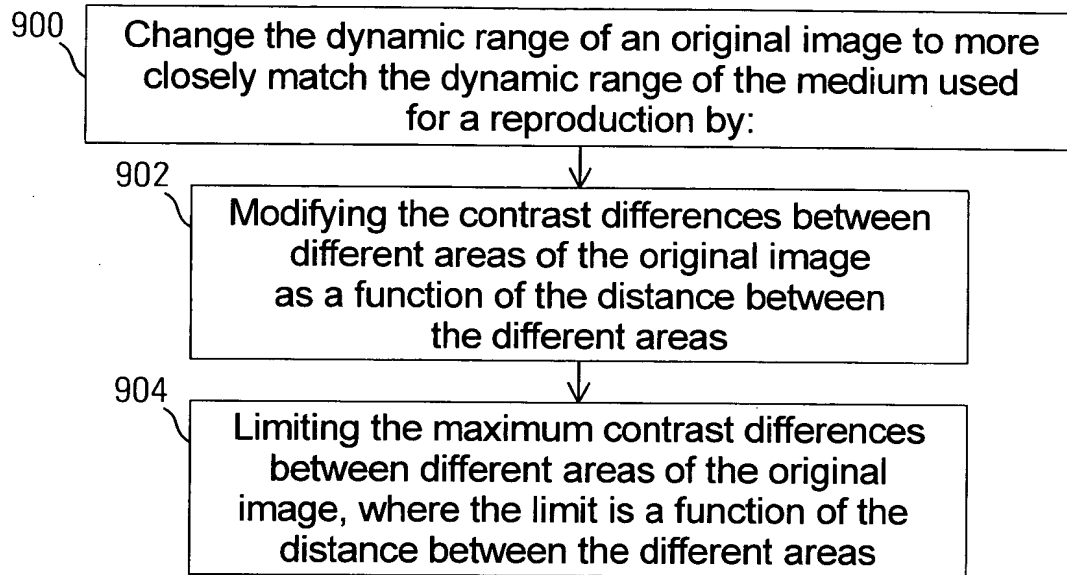 900
Change the dynamic range of an original image to more
closely match the dynamic range of the medium used
for a reproduction by:
902
Modifying the contrast differences between
different areas of the original image
as a function of the distance between
the different areas
904
Limiting the maximum contrast differences
between different areas of the original
image, where the limit is a function of the
distance between the different areas